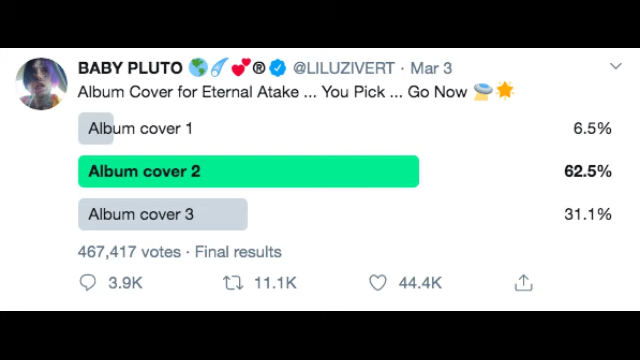 BABY PLUTO 🌎☄️💕®️ @LILUZIVERT · Mar 3
Album Cover for Eternal Atake ... You Pick ... Go Now 🛸🌟
Album cover 1 6.5%
Album cover 2 62.5%
Album cover 3 31.1%
467,417 votes · Final results
3.9K 11.1K 44.4K